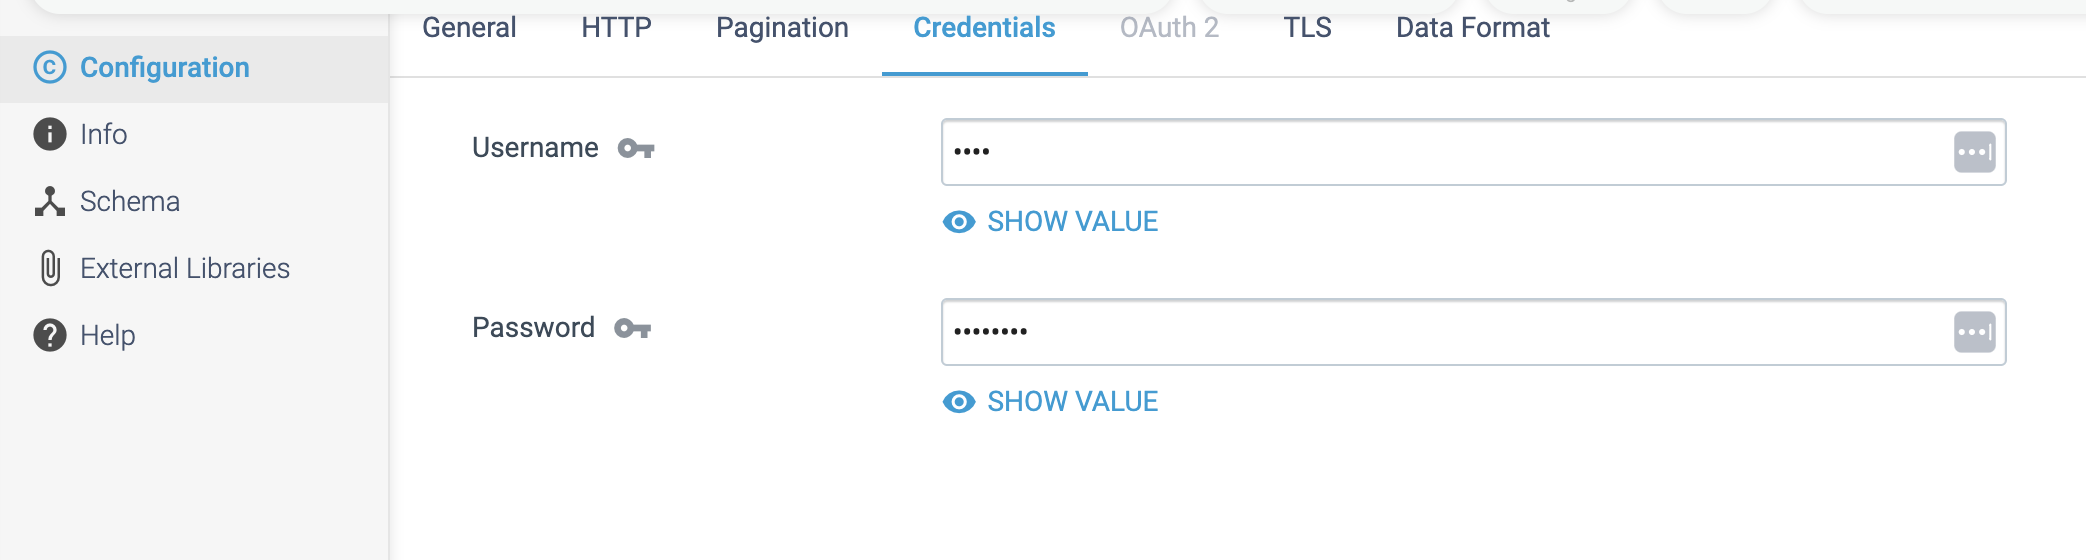 General HTTP Pagination Credentials OAuth 2 TLS Data Format
Configuration
Info
Schema
External Libraries
Help
Username
••••
SHOW VALUE
Password
••••••••
SHOW VALUE